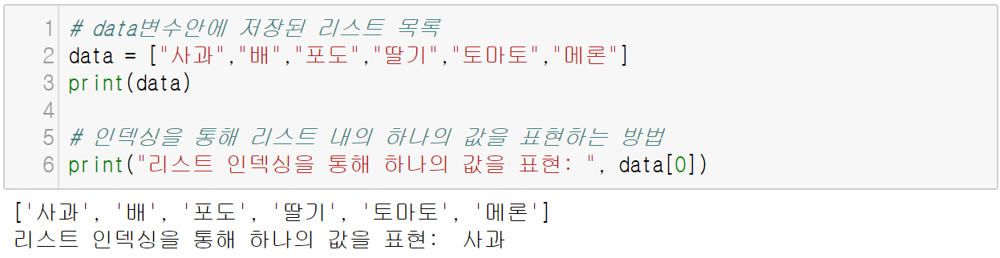 1 # data변수안에 저장된 리스트 목록
2 data = ["사과","배","포도","딸기","토마토","메론"]
3 print(data)
4
5 # 인덱싱을 통해 리스트 내의 하나의 값을 표현하는 방법
6 print("리스트 인덱싱을 통해 하나의 값을 표현: ", data[0])
['사과', '배', '포도', '딸기', '토마토', '메론']
리스트 인덱싱을 통해 하나의 값을 표현:  사과